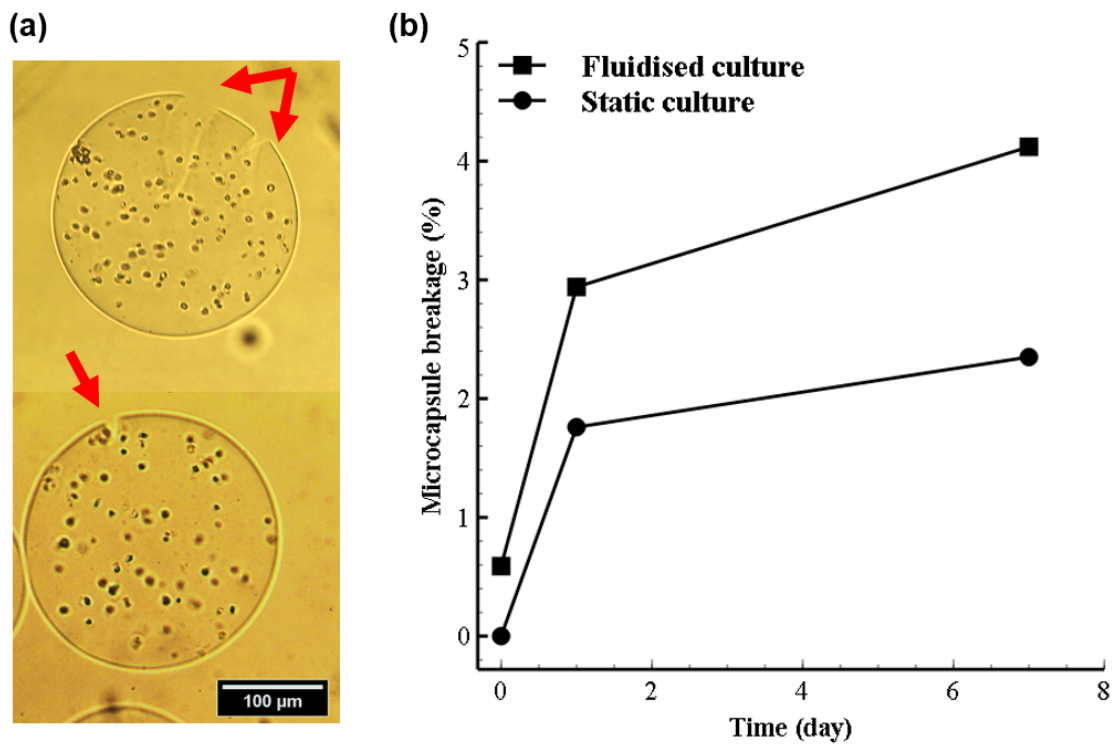 (a)
100 µm
(b)
Fluidised culture
Static culture
Microcapsule breakage (%)
5
4
3
2
1
0
0 2 4 6 8
Time (day)